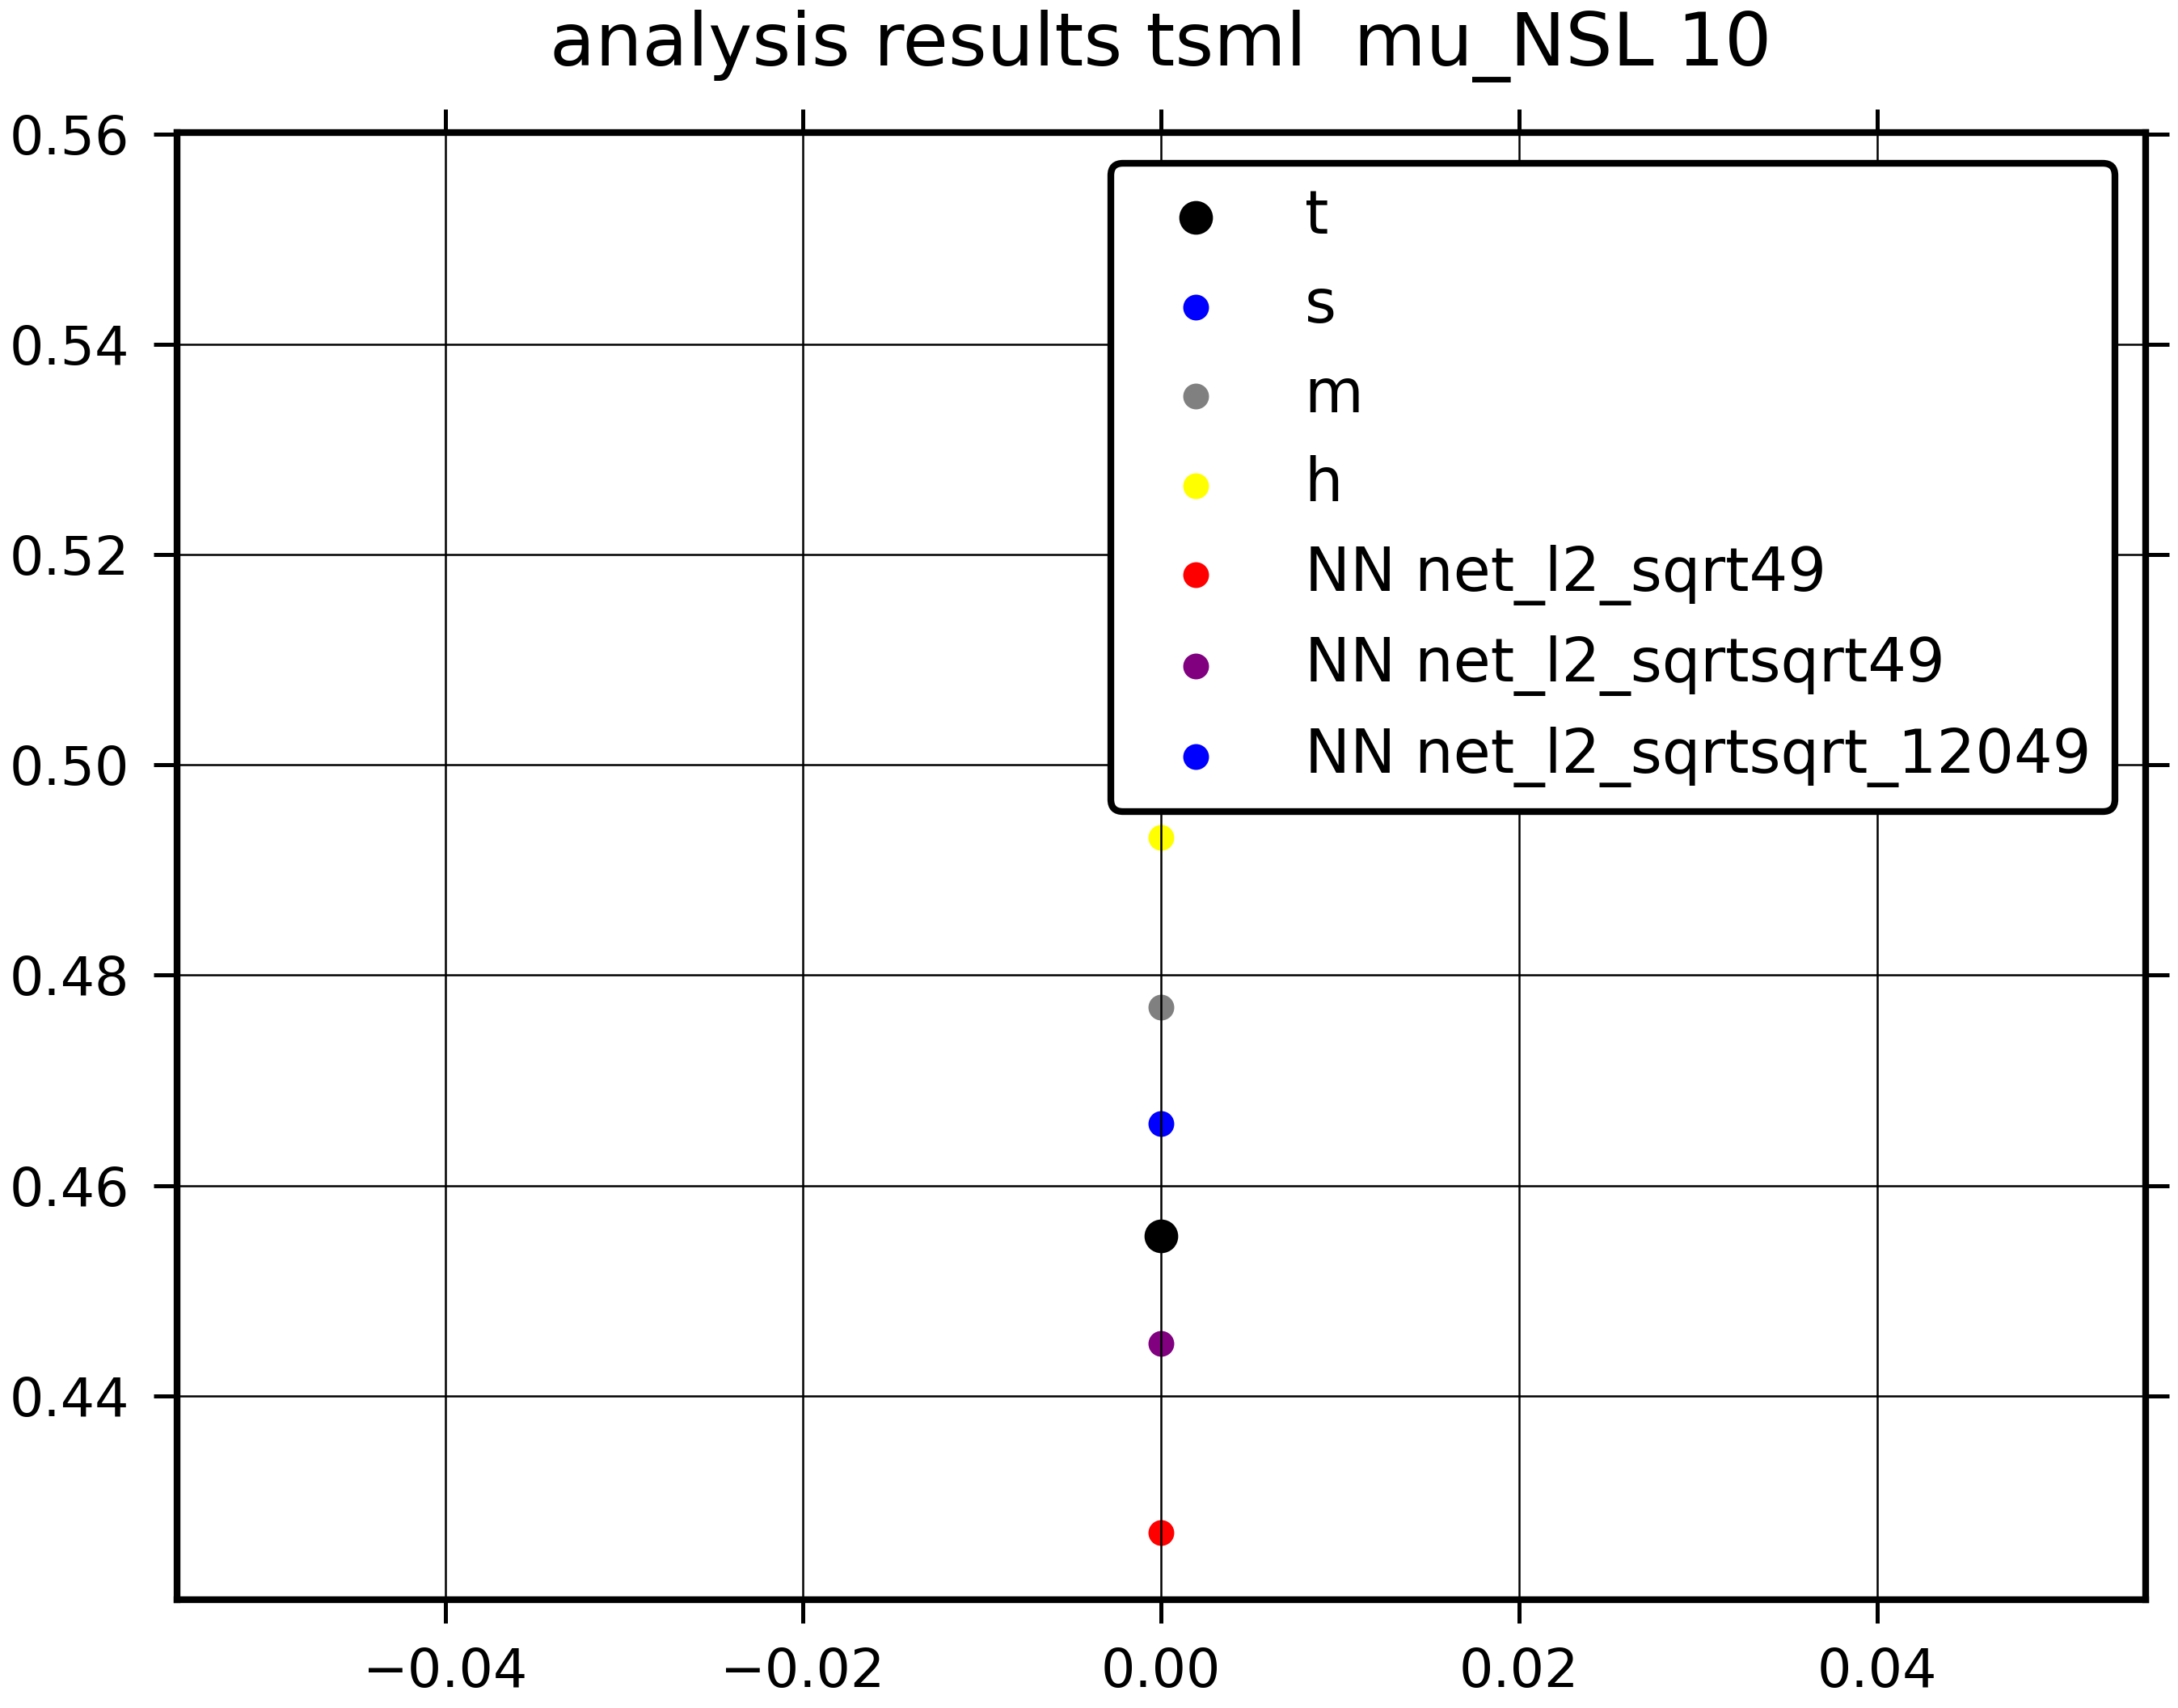 analysis results tsml  mu_NSL 10
0.56
0.54
0.52
0.50
0.48
0.46
0.44
t
s
m
h
NN net_l2_sqrt49
NN net_l2_sqrtsqrt49
NN net_l2_sqrtsqrt_12049
−0.04
−0.02
0.00
0.02
0.04